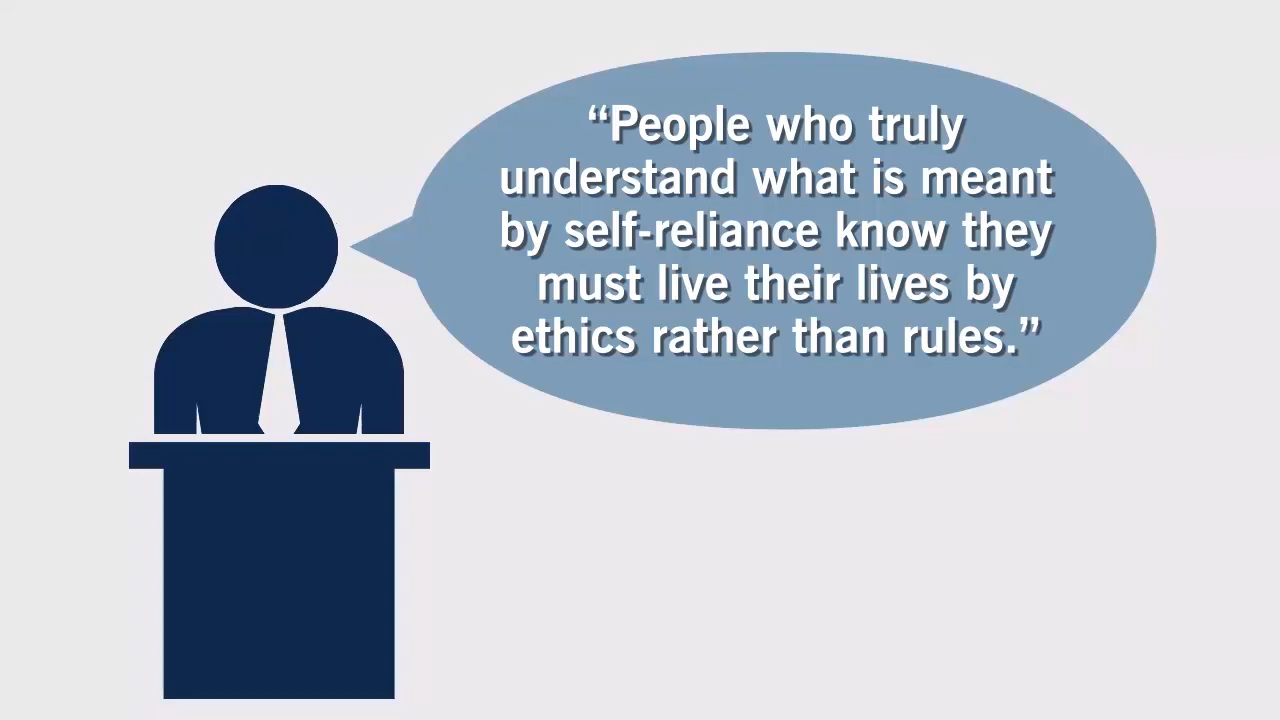 “People who truly
understand what is meant
by self-reliance know they
must live their lives by
ethics rather than rules.”